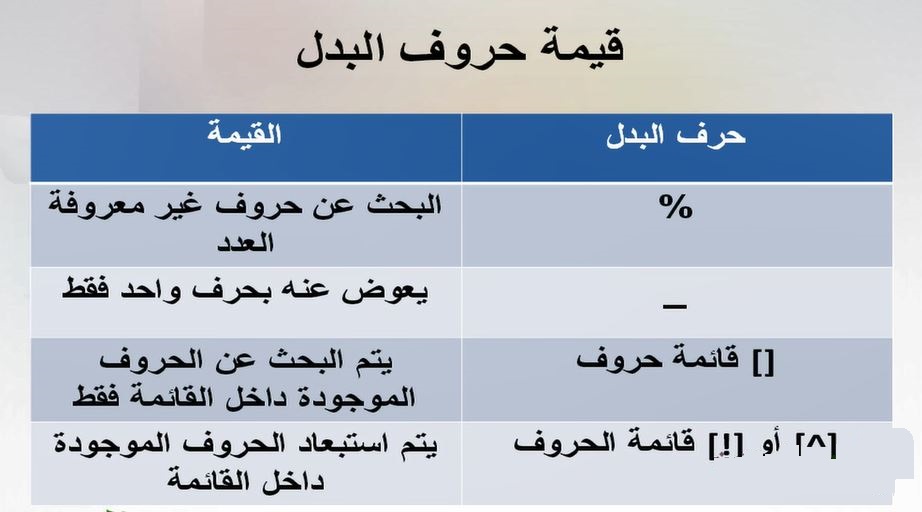 قيمة حروف البدل
حرف البدل
القيمة
%
البحث عن حروف غير معروفة
العدد
_
يعوض عنه بحرف واحد فقط
[] قائمة حروف
يتم البحث عن الحروف
الموجودة داخل القائمة فقط
[^] أو [!] قائمة الحروف
يتم استبعاد الحروف الموجودة
داخل القائمة